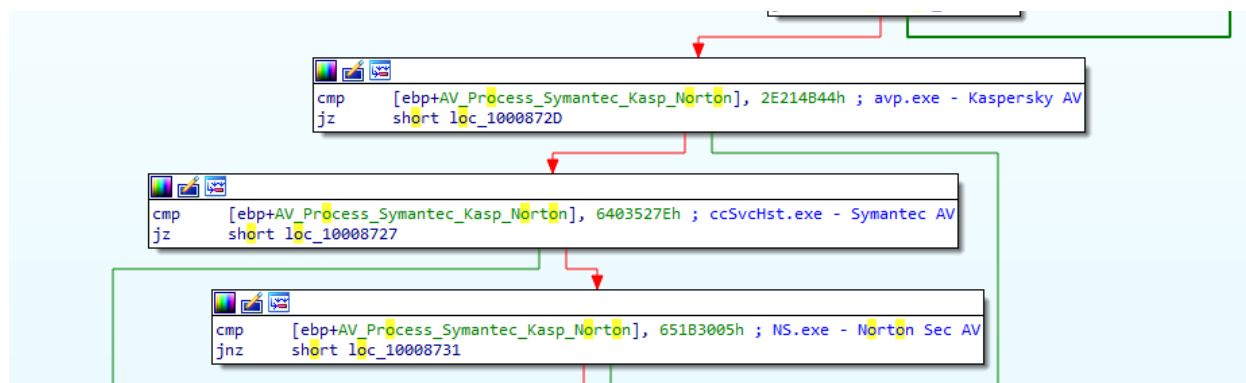 cmp [ebp+AV_Process_Symantec_Kasp_Norton], 2E214B44h ; avp.exe - Kaspersky AV
jz short loc_1000872D
cmp [ebp+AV_Process_Symantec_Kasp_Norton], 6403527Eh ; ccSvcHst.exe - Symantec AV
jz short loc_10008727
cmp [ebp+AV_Process_Symantec_Kasp_Norton], 651B3005h ; NS.exe - Norton Sec AV
jnz short loc_10008731